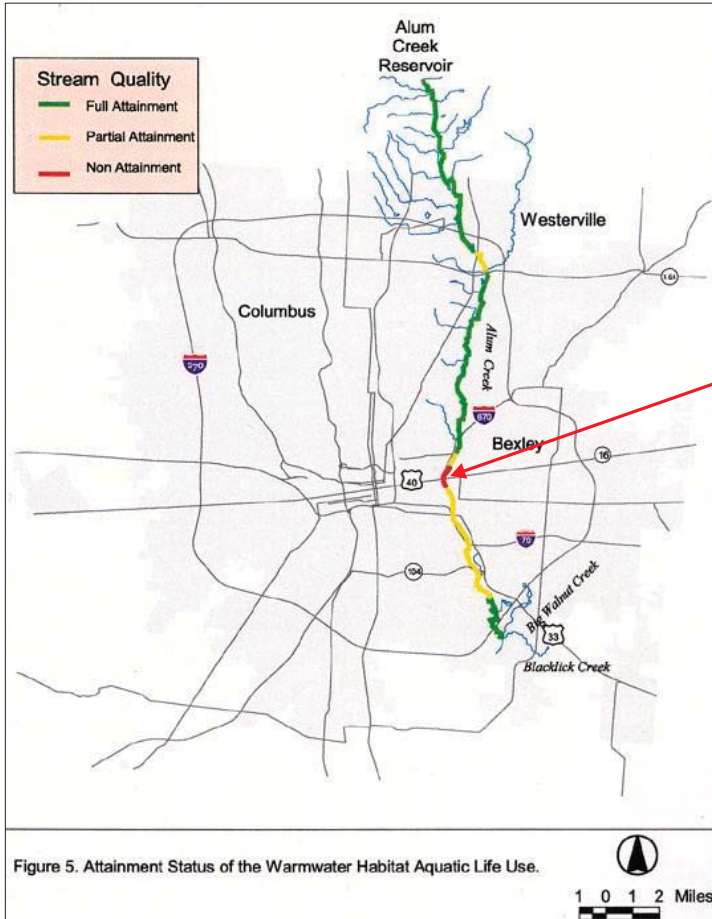 Alum
Creek
Reservoir
Stream Quality
Full Attainment
Partial Attainment
Non Attainment
Westerville
161
Columbus
Alum Creek
270
670
Bexley
16
40
70
104
Big Walnut Creek
33
Blacklick Creek
Figure 5. Attainment Status of the Warmwater Habitat Aquatic Life Use.
1 0 1 2 Miles